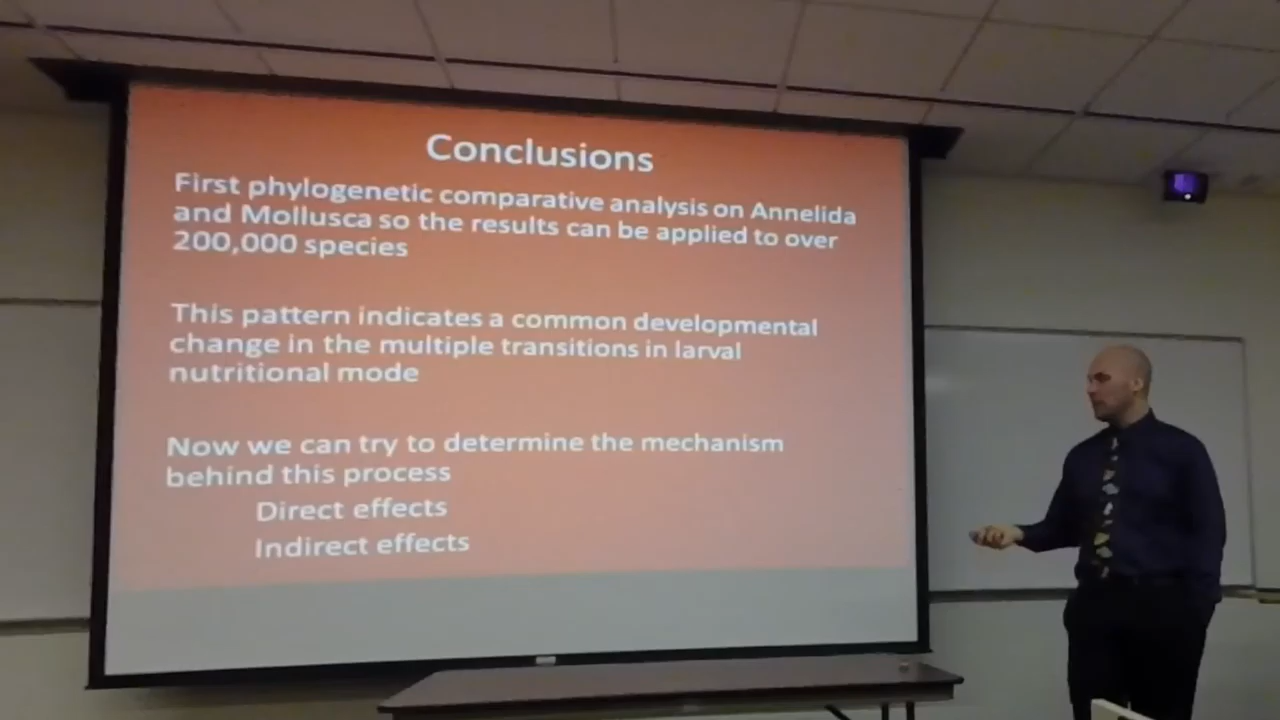 Conclusions
First phylogenetic comparative analysis on Annelida
and Mollusca so the results can be applied to over
200,000 species
This pattern indicates a common developmental
change in the multiple transitions in larval
nutritional mode
Now we can try to determine the mechanism
behind this process
Direct effects
Indirect effects